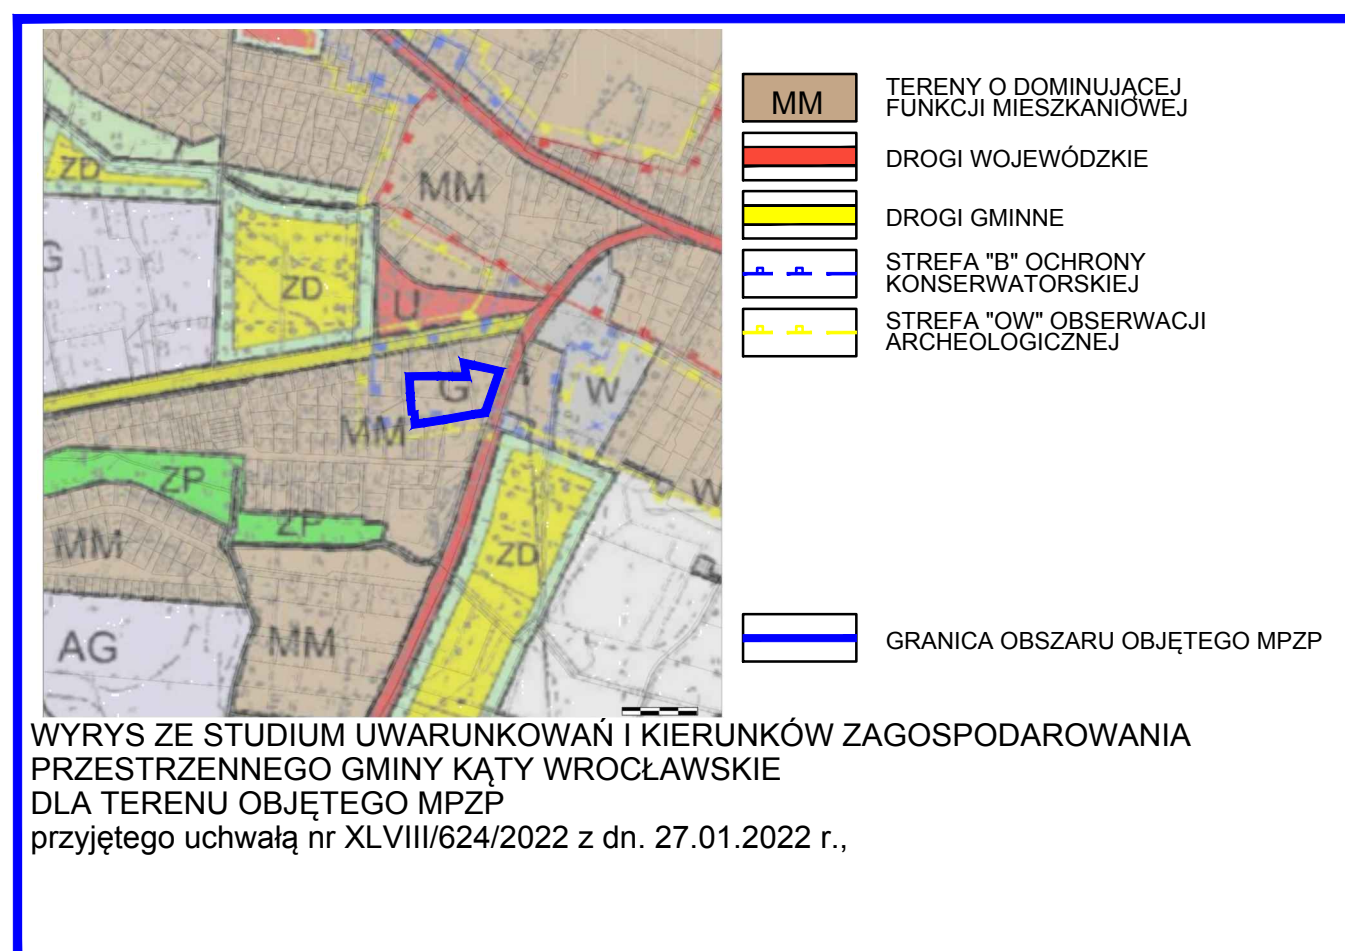 ZD
MM
G
ZD
U
G
W
MM
ZP
W
ZP
MM
ZD
AG
MM
MM
TERENY O DOMINUJĄCEJ
FUNKCJI MIESZKANIOWEJ
DROGI WOJEWÓDZKIE
DROGI GMINNE
STREFA "B" OCHRONY
KONSERWATORSKIEJ
STREFA "OW" OBSERWACJI
ARCHEOLOGICZNEJ
GRANICA OBSZARU OBJĘTEGO MPZP
WYRYS ZE STUDIUM UWARUNKOWAŃ I KIERUNKÓW ZAGOSPODAROWANIA
PRZESTRZENNEGO GMINY KĄTY WROCŁAWSKIE
DLA TERENU OBJĘTEGO MPZP
przyjętego uchwałą nr XLVIII/624/2022 z dn. 27.01.2022 r.,